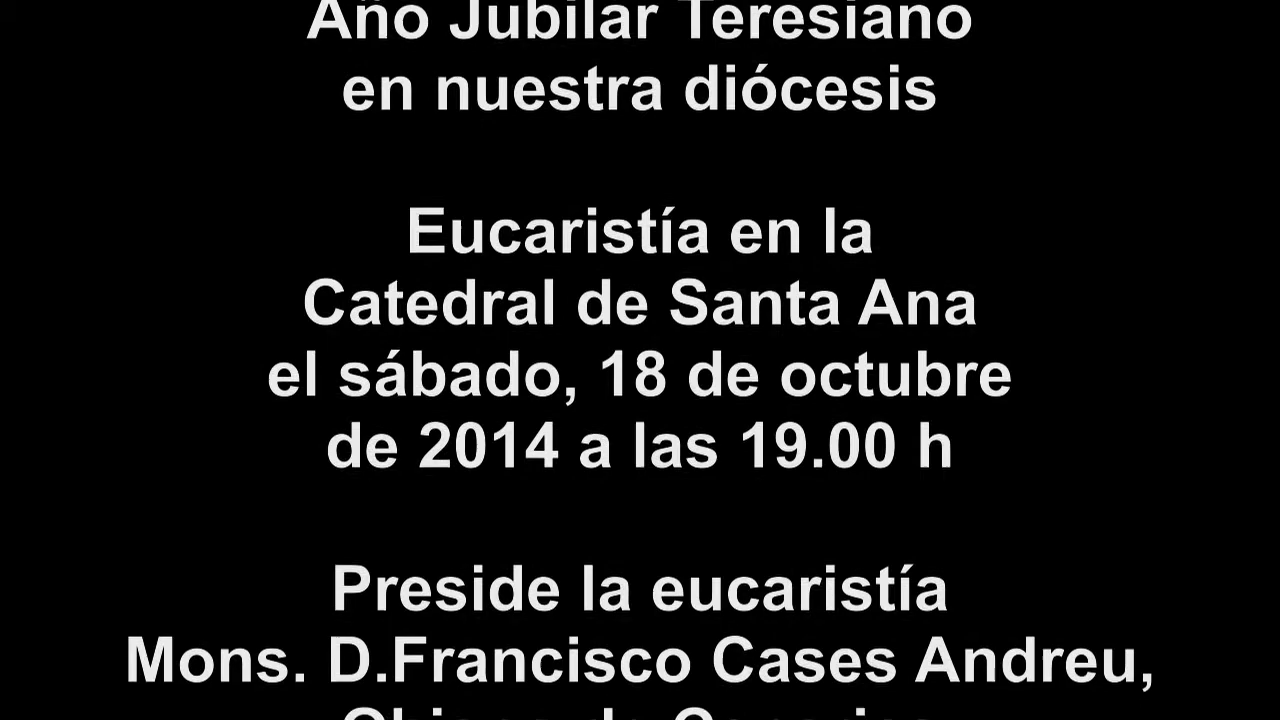 Año Jubilar Teresiano
en nuestra diócesis
Eucaristía en la
Catedral de Santa Ana
el sábado, 18 de octubre
de 2014 a las 19.00 h
Preside la eucaristía
Mons. D.Francisco Cases Andreu,